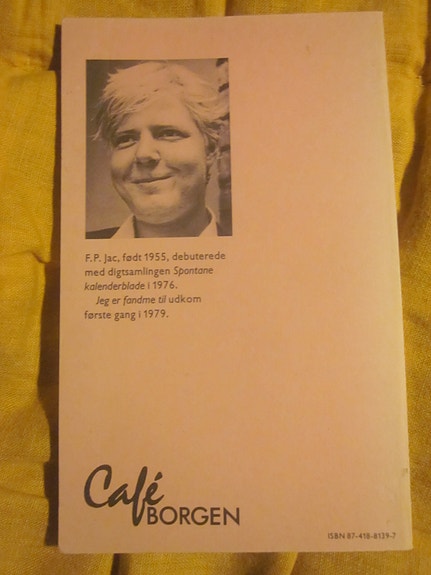 F.P. Jac, født 1955, debuterede
med digtsamlingen Spontane
kalenderblade i 1976.
Jeg er fandme til udkom
første gang i 1979.
Café
BORGEN
ISBN 87-418-8139-7